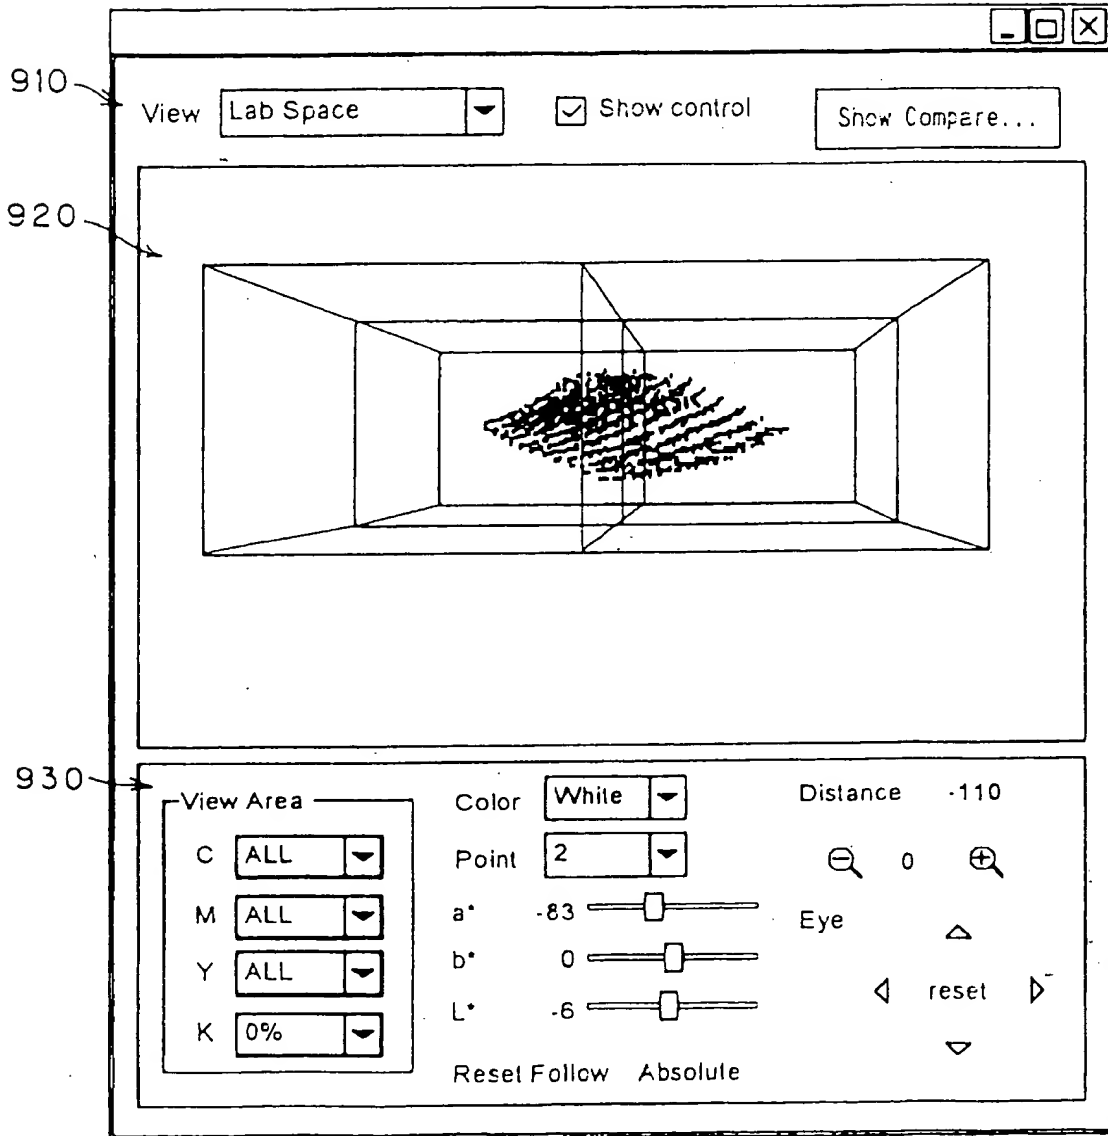 910
View Lab Space Show control Show Compare...
920
930
View Area
C ALL
M ALL
Y ALL
K 0%
Color White
Point 2
a* -83
b* 0
L* -6
Reset Follow Absolute
Distance -110
0
Eye
reset